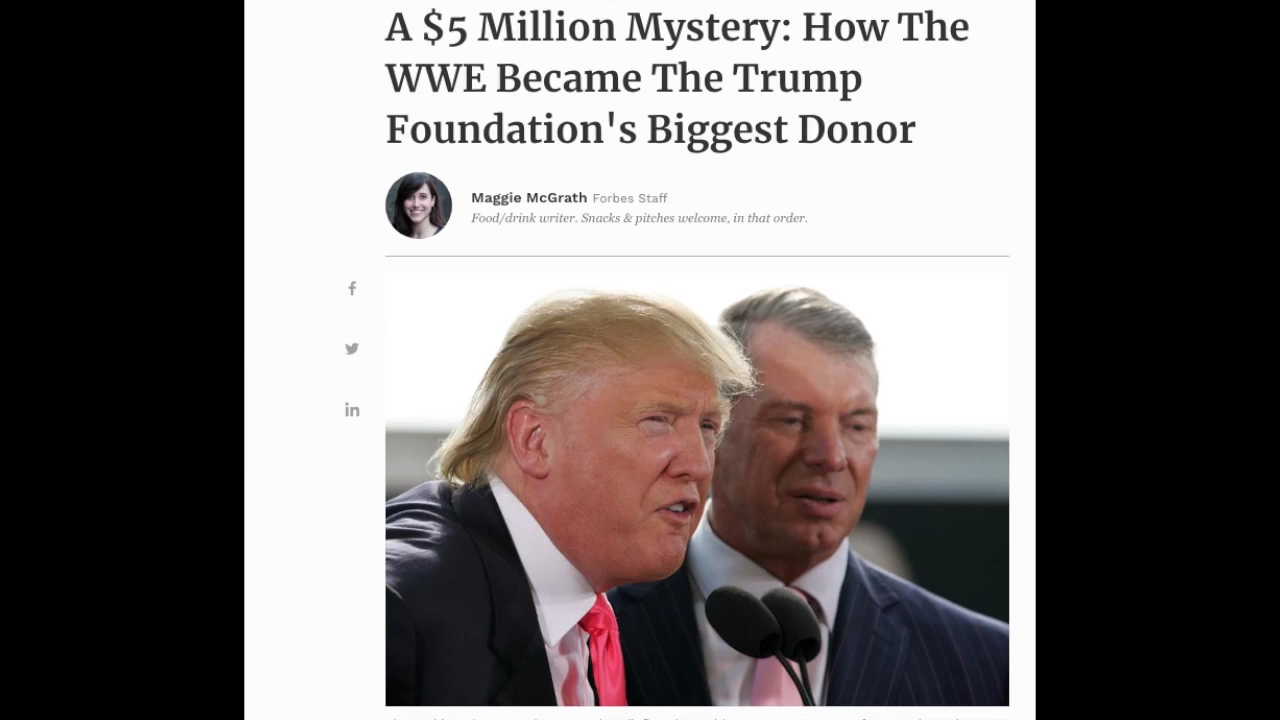 A $5 Million Mystery: How The
WWE Became The Trump
Foundation's Biggest Donor
Maggie McGrath Forbes Staff
Food/drink writer. Snacks & pitches welcome, in that order.
f
in